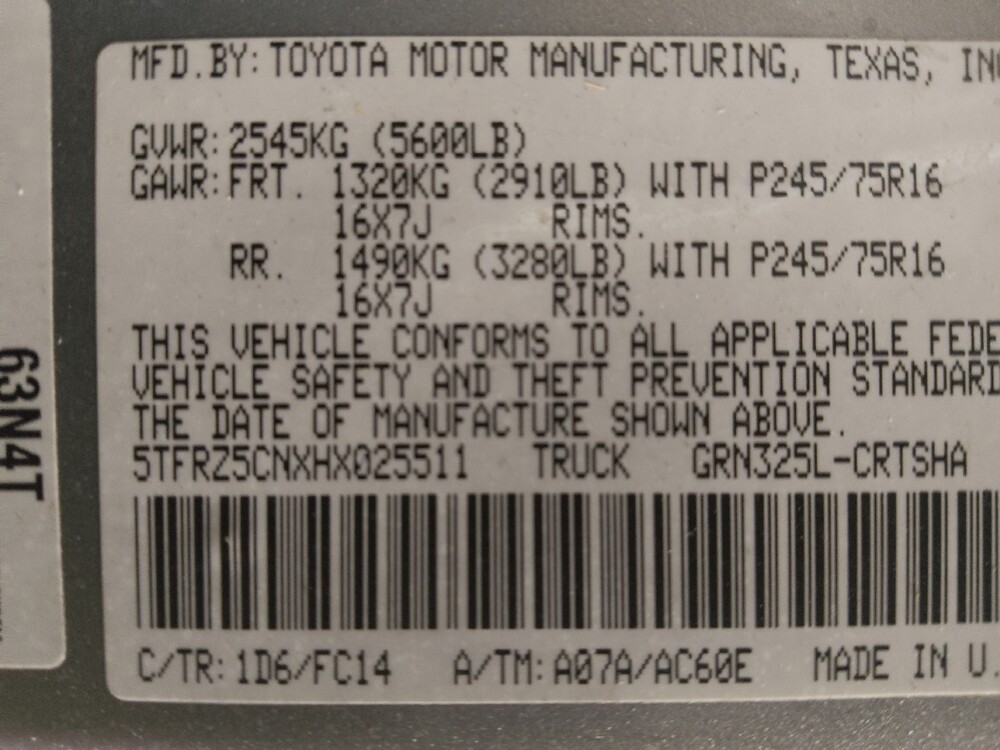 MFD.BY: TOYOTA MOTOR MANUFACTURING, TEXAS, INC
GVWR: 2545KG (5600LB)
GAWR: FRT. 1320KG (2910LB) WITH P245/75R16
16X7J RIMS.
RR. 1490KG (3280LB) WITH P245/75R16
16X7J RIMS.
THIS VEHICLE CONFORMS TO ALL APPLICABLE FEDE
VEHICLE SAFETY AND THEFT PREVENTION STANDARD
THE DATE OF MANUFACTURE SHOWN ABOVE.
5TFRZ5CNXHX025511 TRUCK GRN325L-CRTSHA
C/TR: 1D6/FC14 A/TM: A07A/AC60E MADE IN U.
63N4T